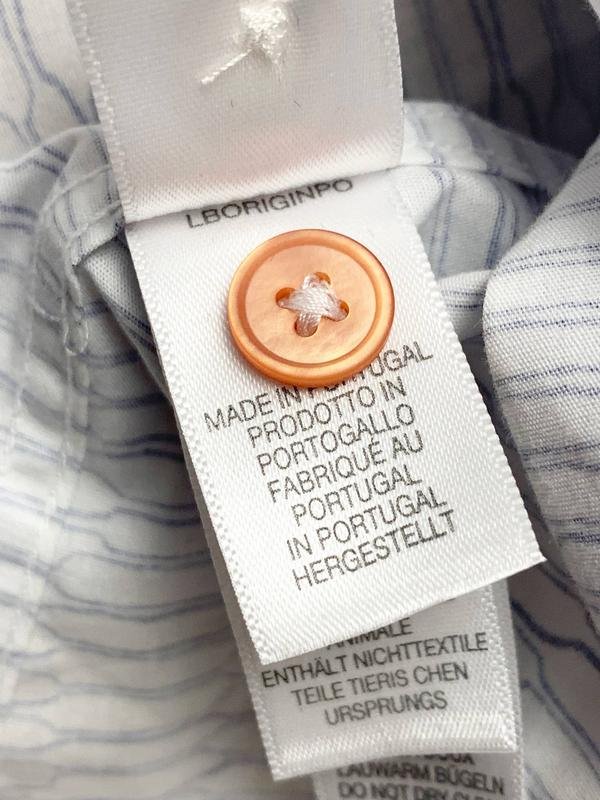 LBORIGINPO
MADE IN PORTUGAL
PRODOTTO IN
PORTOGALLO
FABRIQUÉ AU
PORTUGAL
IN PORTUGAL
HERGESTELLT
ANIMALE
ENTHÄLT NICHTTEXTILE
TEILE TIERIS CHEN
URSPRUNGS
LAUWARM BÜGELN
DO NOT DRY